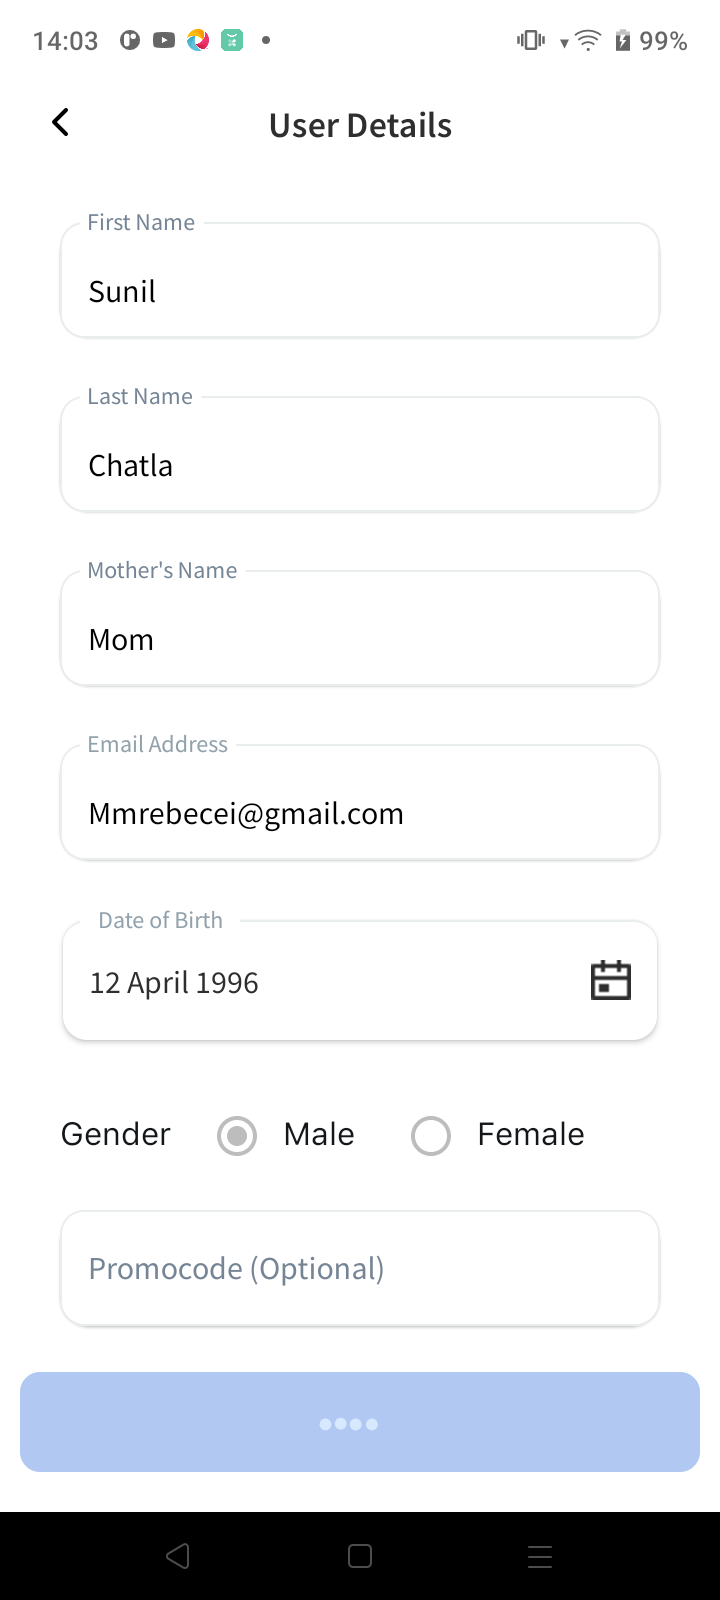 14:03
99%
User Details
First Name
Sunil
Last Name
Chatla
Mother's Name
Mom
Email Address
Mmrebecei@gmail.com
Date of Birth
12 April 1996
Gender Male Female
Promocode (Optional)